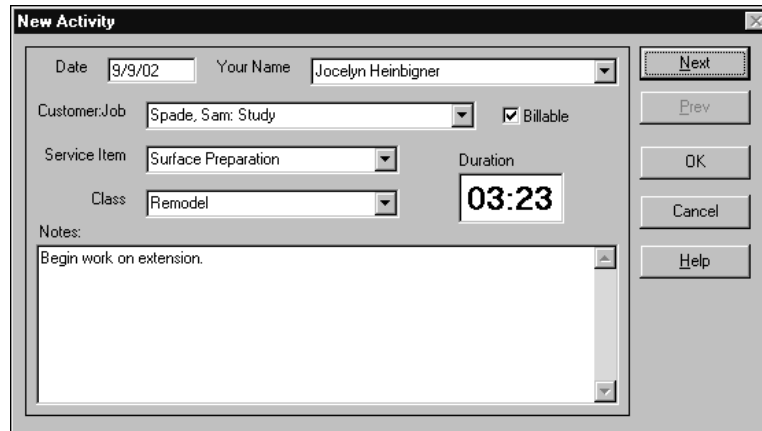 New Activity
Date 9/9/02 Your Name Jocelyn Heinbigner
Next
Customer:Job Spade, Sam: Study Billable
Prev
Service Item Surface Preparation
Duration
OK
03:23
Class Remodel
Cancel
Notes:
Begin work on extension.
Help